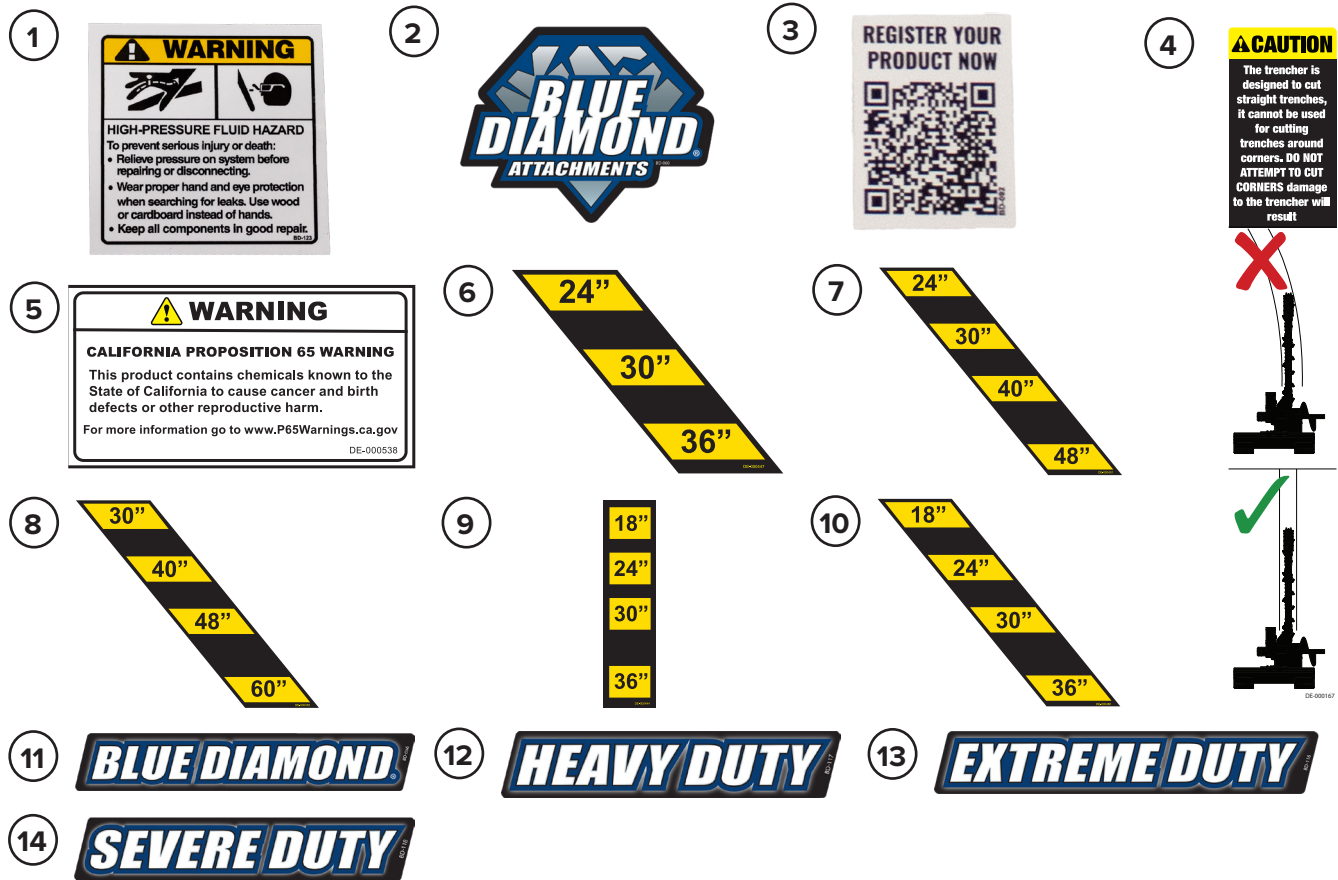 1
WARNING
HIGH-PRESSURE FLUID HAZARD
To prevent serious injury or death:
• Relieve pressure on system before
repairing or disconnecting.
• Wear proper hand and eye protection
when searching for leaks. Use wood
or cardboard instead of hands.
• Keep all components in good repair.
BD-123
2
BLUE
DIAMOND®
ATTACHMENTS
3
REGISTER YOUR
PRODUCT NOW
BD-092
4
CAUTION
The trencher is
designed to cut
straight trenches,
it cannot be used
for cutting
trenches around
corners. DO NOT
ATTEMPT TO CUT
CORNERS damage
to the trencher will
result
DE-000167
5
WARNING
CALIFORNIA PROPOSITION 65 WARNING
This product contains chemicals known to the
State of California to cause cancer and birth
defects or other reproductive harm.
For more information go to www.P65Warnings.ca.gov
DE-000538
6
24”
30”
36”
7
24”
30”
40”
48”
8
30”
40”
48”
60”
9
18”
24”
30”
36”
10
18”
24”
30”
36”
11
BLUE DIAMOND®
12
HEAVY DUTY
BD-117
13
EXTREME DUTY
14
SEVERE DUTY
BD-118